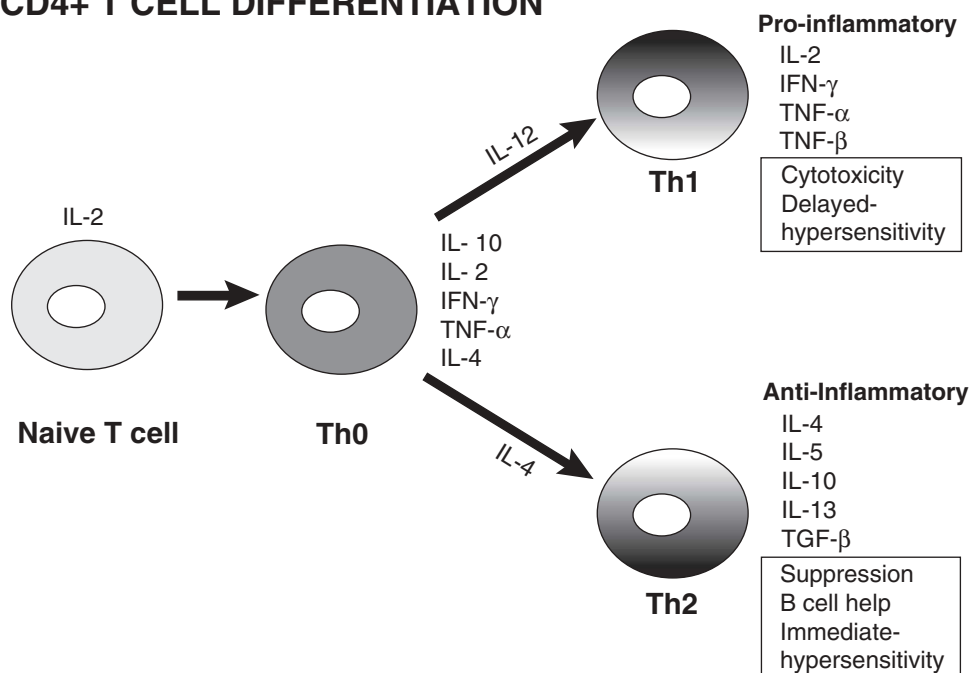 CD4+ T CELL DIFFERENTIATION
IL-2
Naive T cell
Th0
IL- 10
IL- 2
IFN-γ
TNF-α
IL-4
IL-12
Th1
Pro-inflammatory
IL-2
IFN-γ
TNF-α
TNF-β
Cytotoxicity
Delayed-
hypersensitivity
IL-4
Th2
Anti-Inflammatory
IL-4
IL-5
IL-10
IL-13
TGF-β
Suppression
B cell help
Immediate-
hypersensitivity